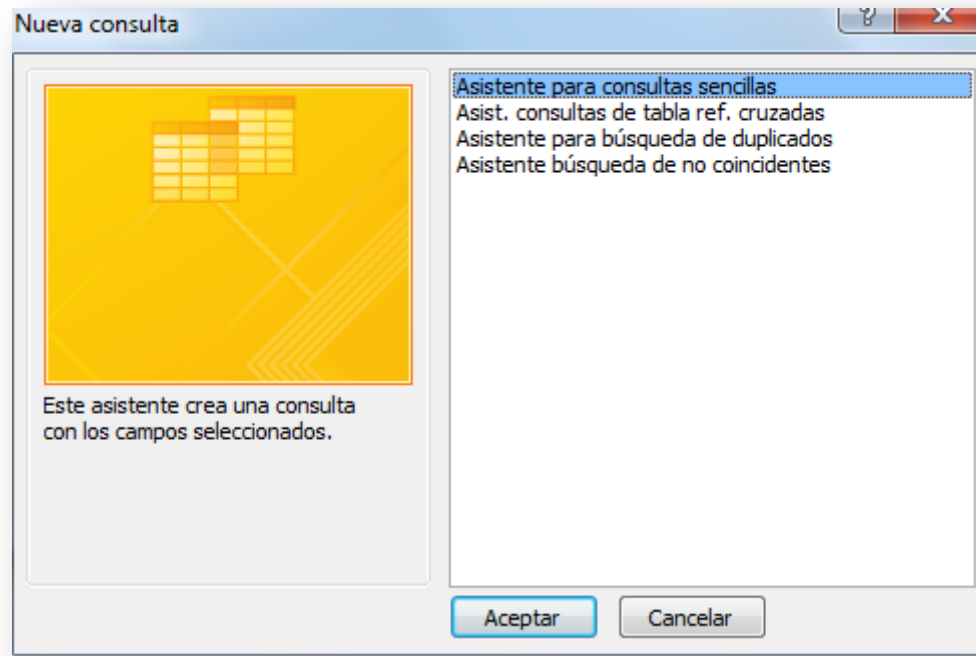 Nueva consulta
?
Asistente para consultas sencillas
Asist. consultas de tabla ref. cruzadas
Asistente para búsqueda de duplicados
Asistente búsqueda de no coincidentes
Este asistente crea una consulta
con los campos seleccionados.
Aceptar
Cancelar